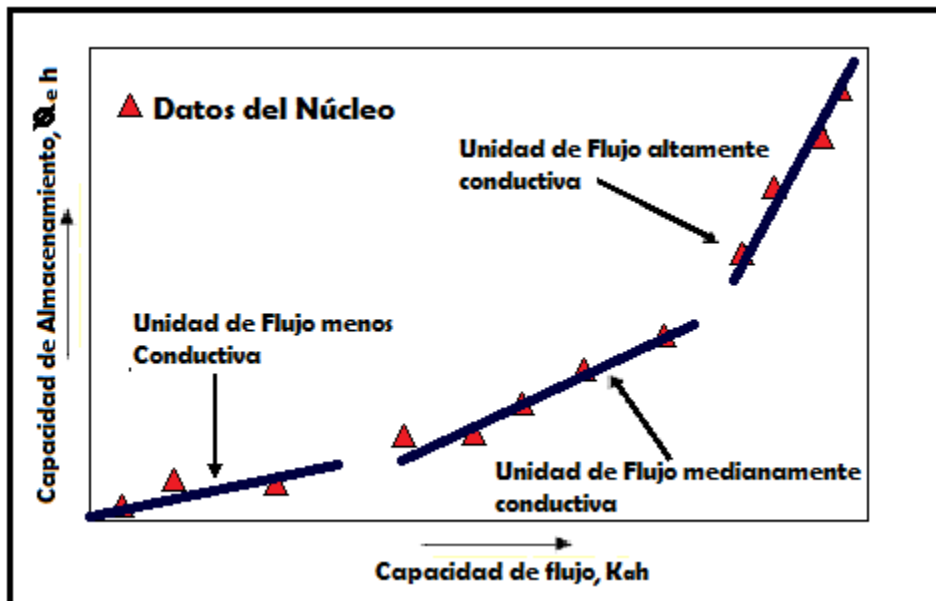 Datos del Núcleo
Unidad de Flujo altamente
conductiva
Unidad de Flujo menos
Conductiva
Unidad de Flujo medianamente
conductiva
Capacidad de Almacenamiento, Øe h
Capacidad de flujo, Kah